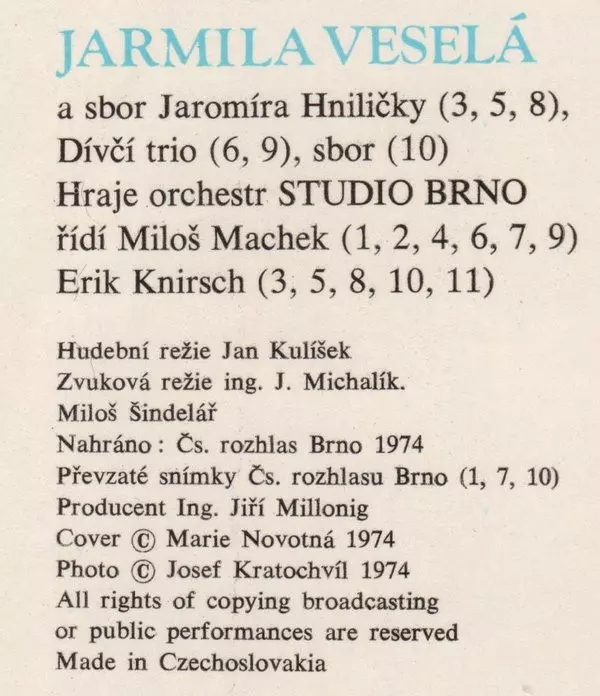 JARMILA VESELÁ
a sbor Jaromíra Hniličky (3, 5, 8),
Dívčí trio (6, 9), sbor (10)
Hraje orchestr STUDIO BRNO
řídí Miloš Machek (1, 2, 4, 6, 7, 9)
Erik Knirsch (3, 5, 8, 10, 11)
Hudební režie Jan Kulíšek
Zvuková režie ing. J. Michalík.
Miloš Šindelář
Nahráno : Čs. rozhlas Brno 1974
Převzaté snímky Čs. rozhlasu Brno (1, 7, 10)
Producent Ing. Jiří Millonig
Cover © Marie Novotná 1974
Photo © Josef Kratochvíl 1974
All rights of copying broadcasting
or public performances are reserved
Made in Czechoslovakia